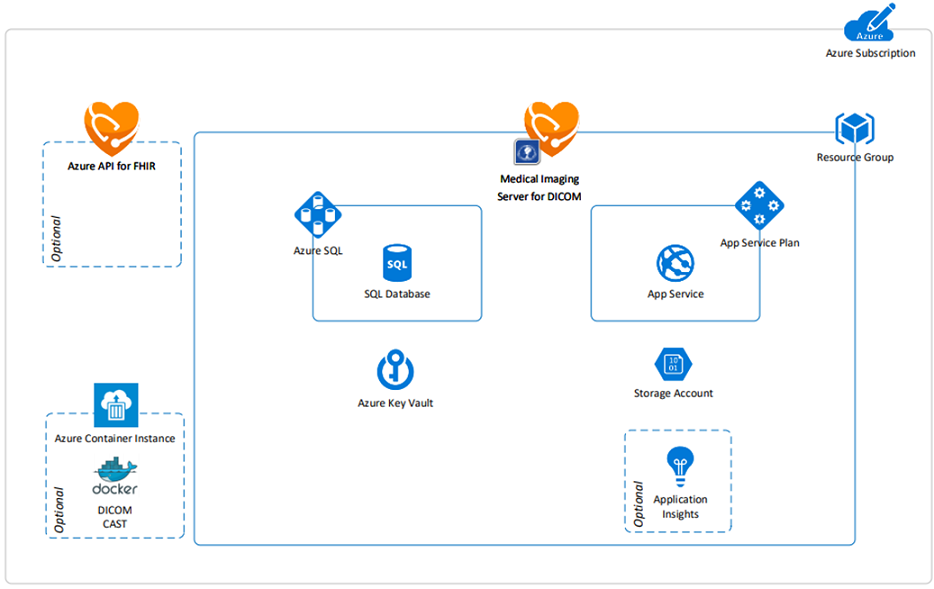 Azure
Azure Subscription
Azure API for FHIR
Optional
Resource Group
Medical Imaging
Server for DICOM
Azure SQL
SQL
SQL Database
App Service Plan
App Service
Azure Key Vault
10
01
Storage Account
Azure Container Instance
docker
DICOM
CAST
Optional
Application
Insights
Optional